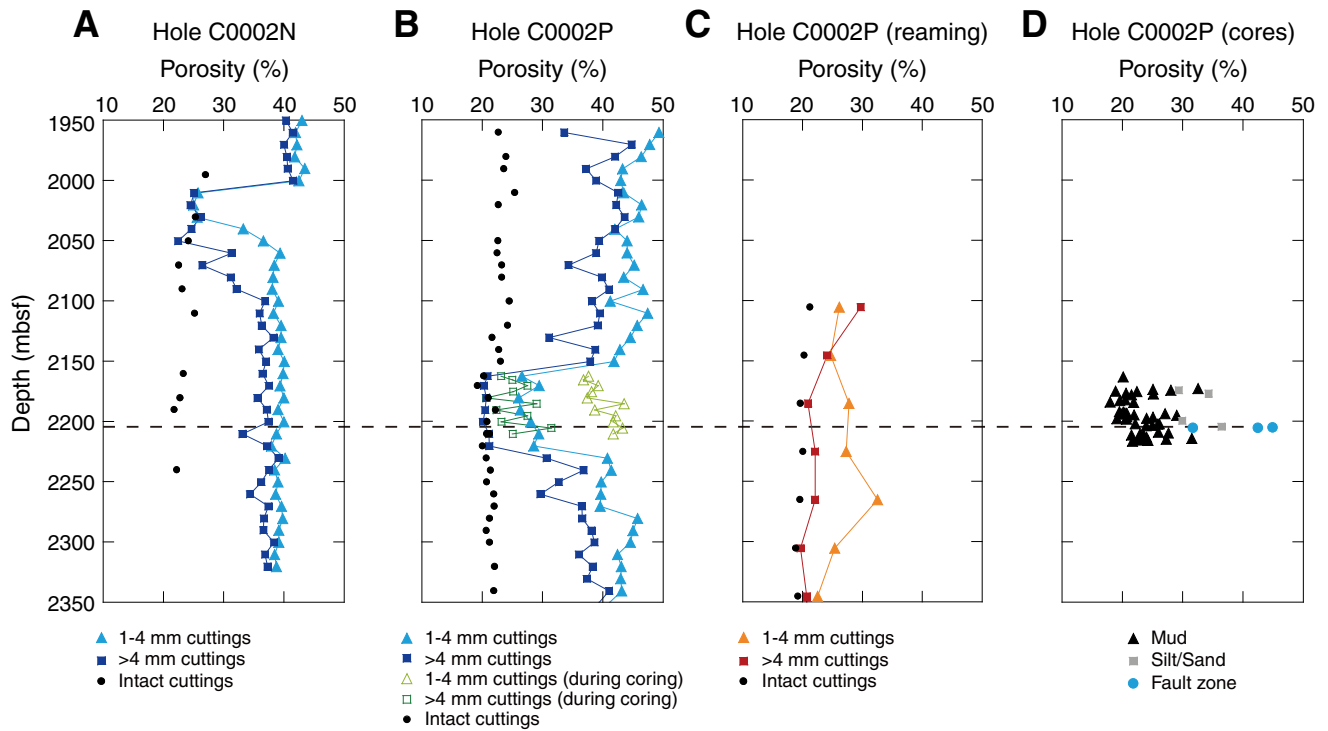 A Hole C0002N
Porosity (%)
10 20 30 40 50
Depth (mbsf)
1950
2000
2050
2100
2150
2200
2250
2300
2350
1-4 mm cuttings
>4 mm cuttings
Intact cuttings
B Hole C0002P
Porosity (%)
10 20 30 40 50
1-4 mm cuttings
>4 mm cuttings
1-4 mm cuttings (during coring)
>4 mm cuttings (during coring)
Intact cuttings
C Hole C0002P (reaming)
Porosity (%)
10 20 30 40 50
1-4 mm cuttings
>4 mm cuttings
Intact cuttings
D Hole C0002P (cores)
Porosity (%)
10 20 30 40 50
Mud
Silt/Sand
Fault zone